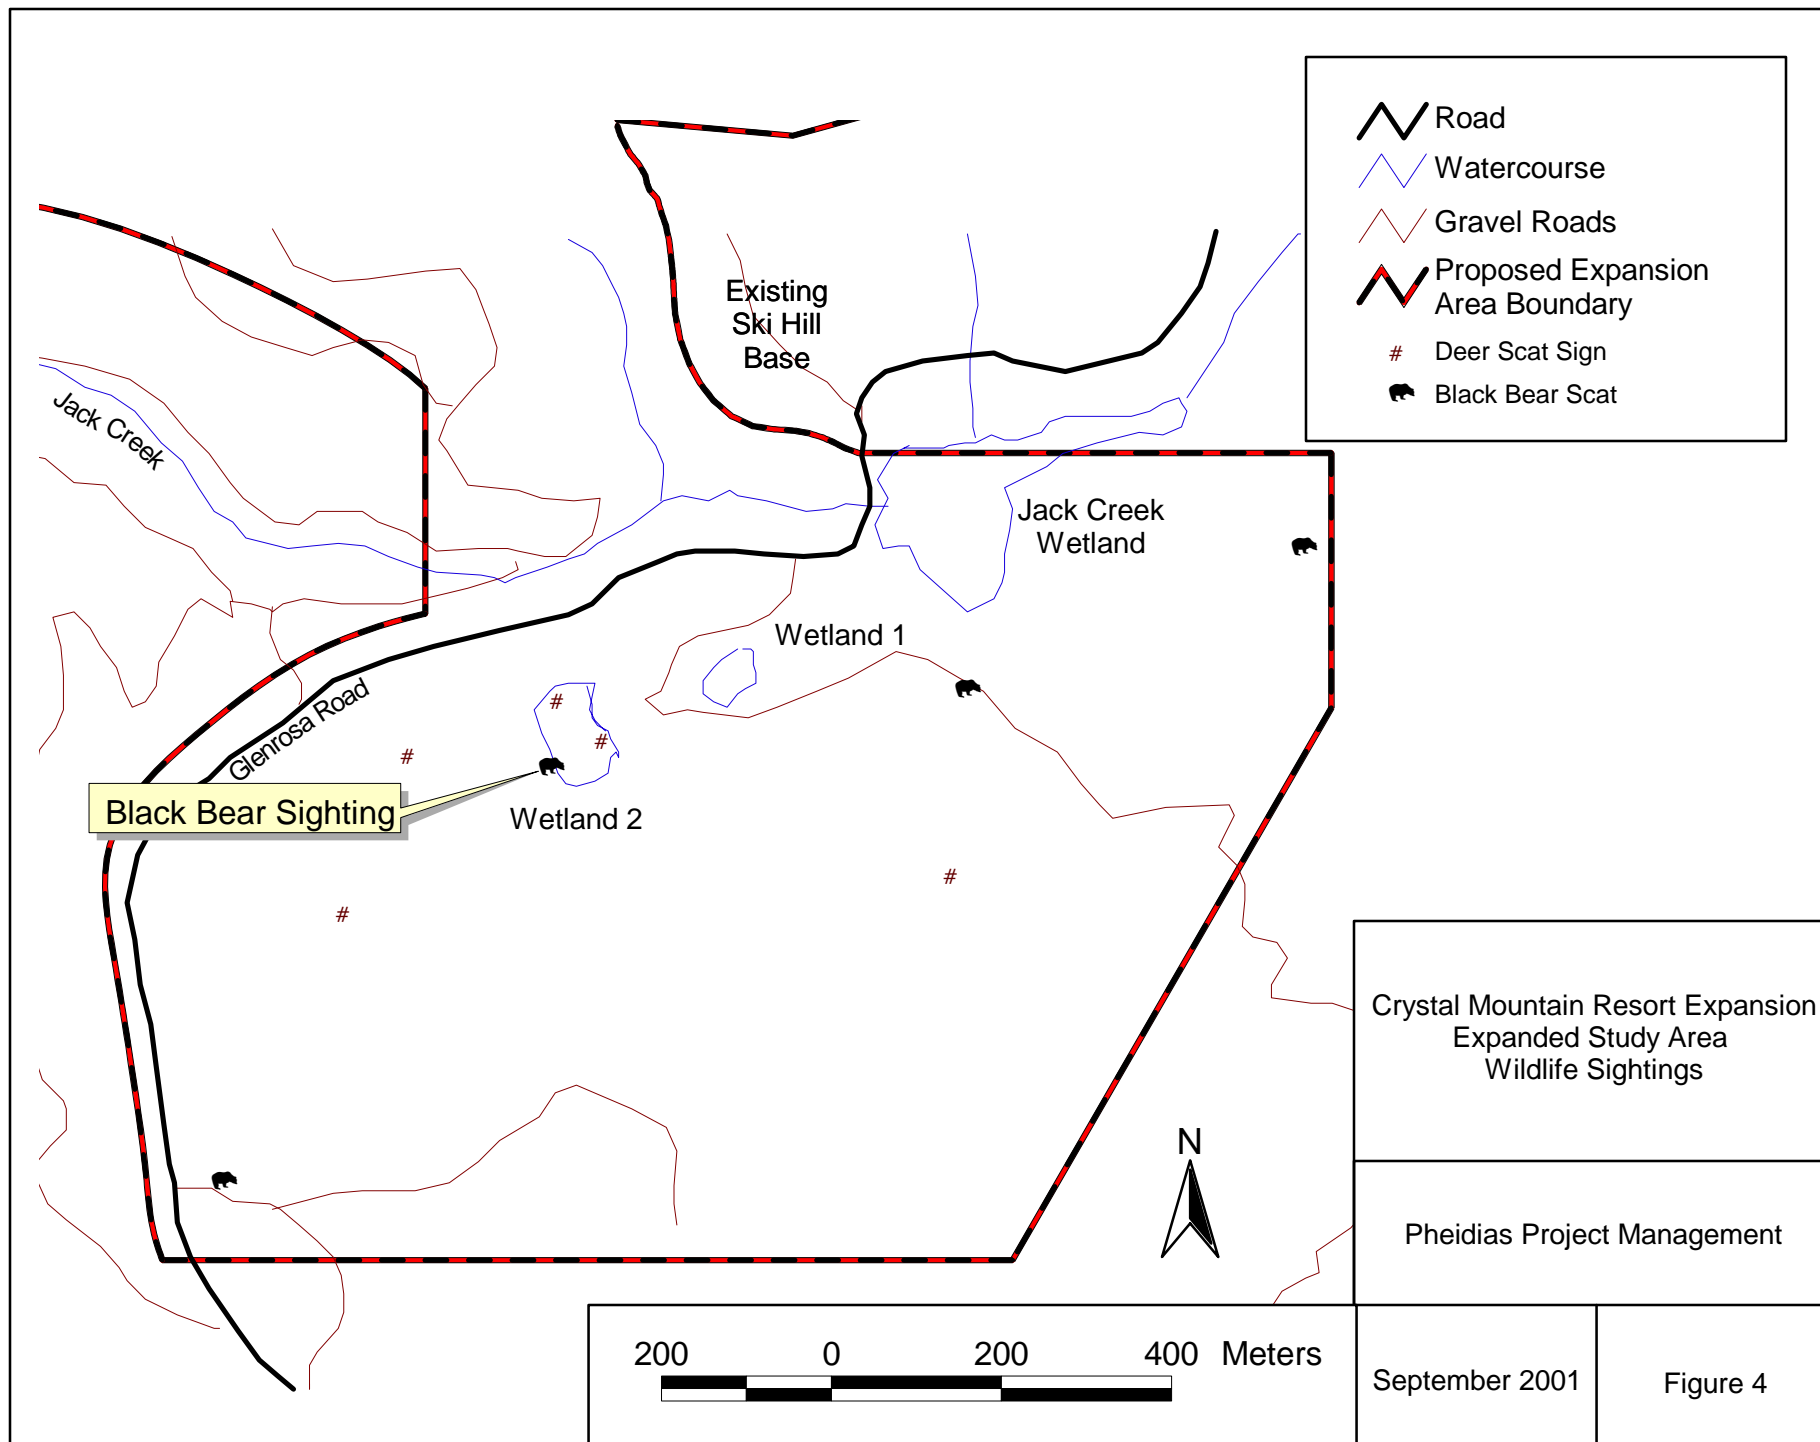 Road
Watercourse
Gravel Roads
Proposed Expansion
Area Boundary
# Deer Scat Sign
Black Bear Scat
Existing
Ski Hill
Base
Jack Creek
Jack Creek
Wetland
Wetland 1
Glenrosa Road
#
#
#
Black Bear Sighting
Wetland 2
#
#
Crystal Mountain Resort Expansion
Expanded Study Area
Wildlife Sightings
N
Pheidias Project Management
200 0 200 400 Meters
September 2001
Figure 4